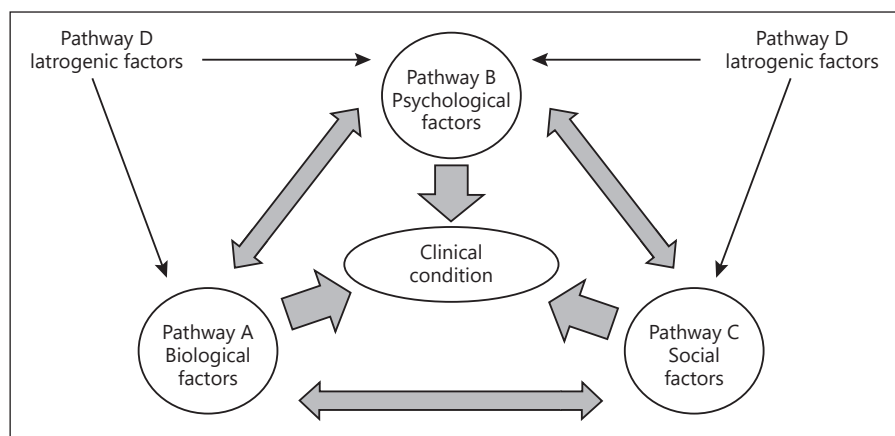 Pathway D
Iatrogenic factors
Pathway B
Psychological
factors
Pathway D
Iatrogenic factors
Clinical
condition
Pathway A
Biological
factors
Pathway C
Social
factors